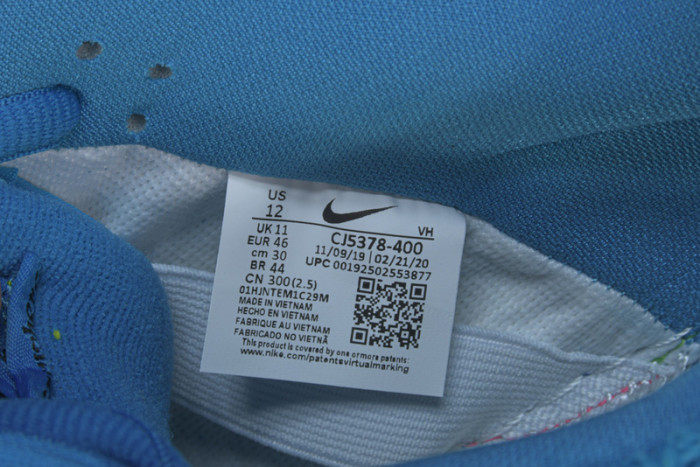 US
12
VH
UK 11
EUR 46
cm 30
BR 44
CN 300(2.5)
CJ5378-400
11/09/19 | 02/21/20
UPC 00192502553877
01HJNTEM1C29M
MADE IN VIETNAM
HECHO EN VIETNAM
FABRIQUE AU VIETNAM
FABRICADO NO VIETNÃ
This product is covered by one or more patents:
www.nike.com/patentsvirtualmarking